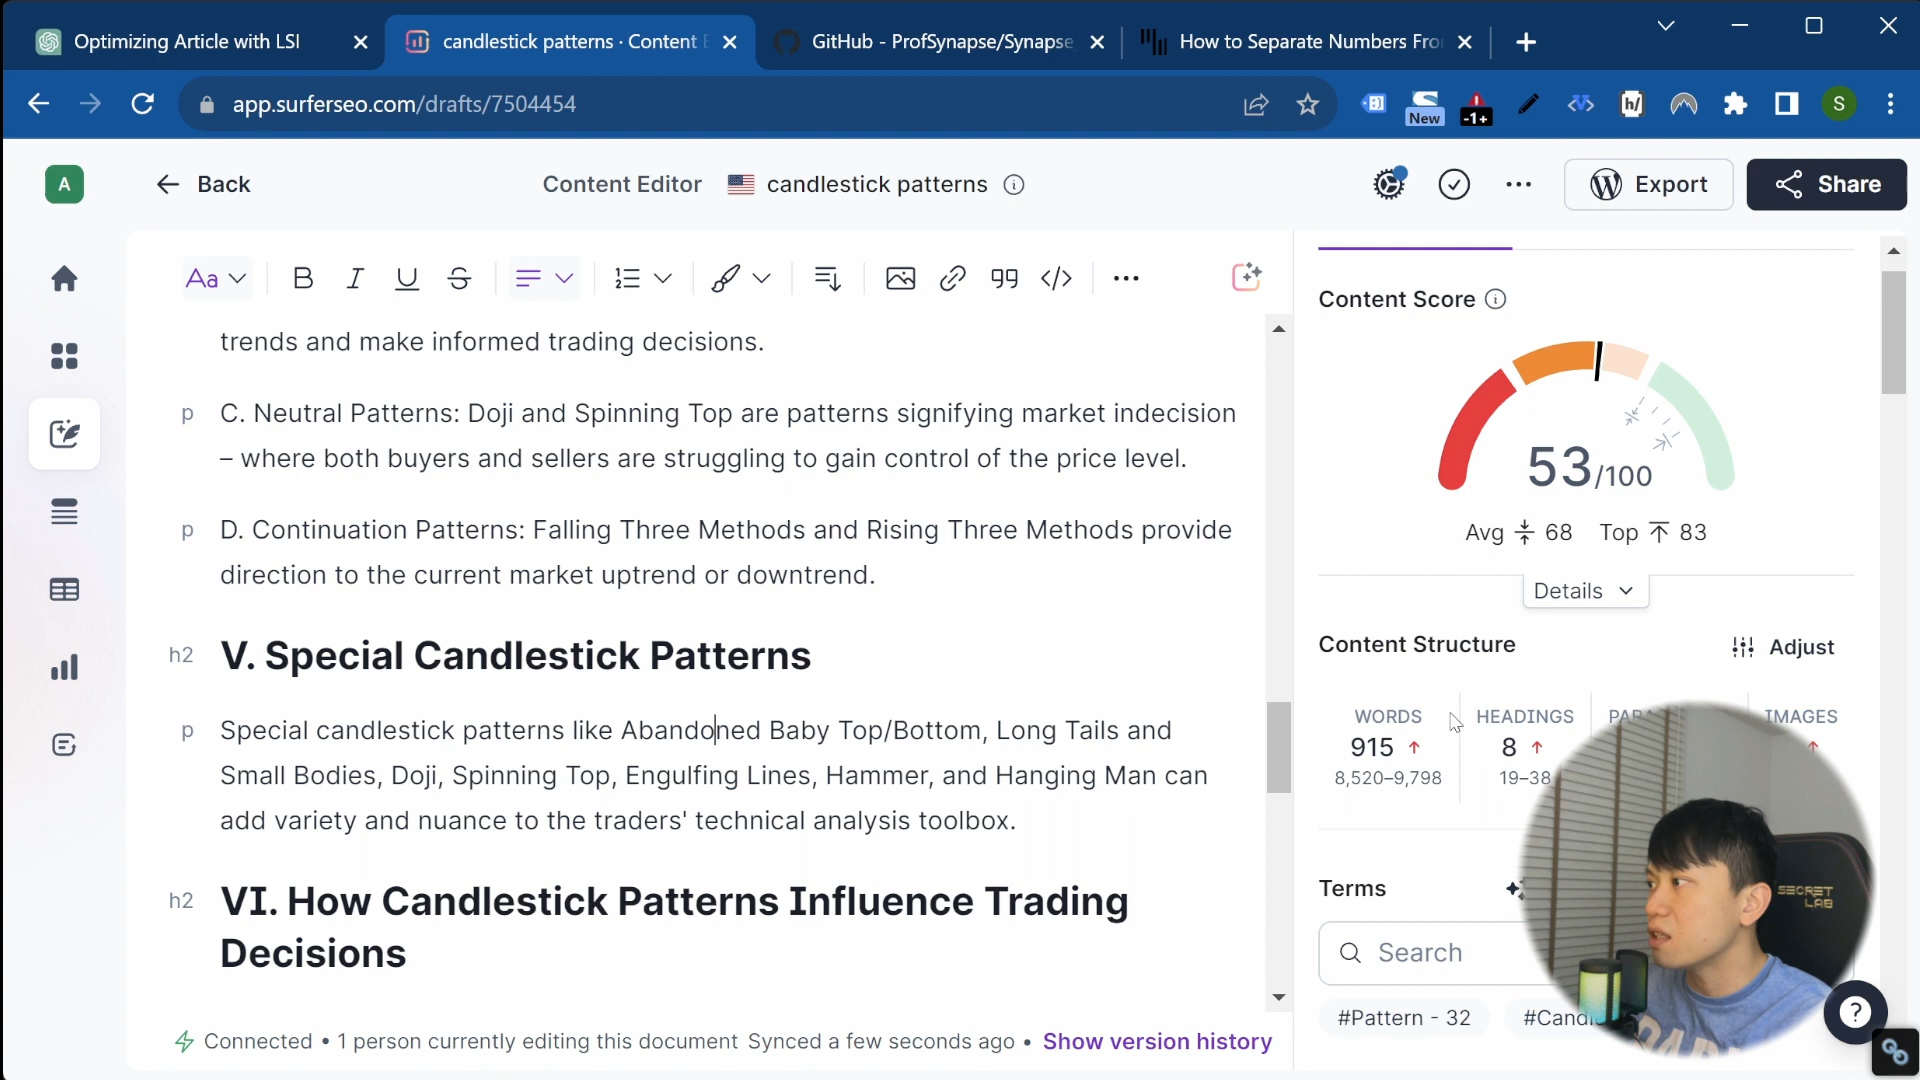 Optimizing Article with LSI
candlestick patterns · Content E
GitHub - ProfSynapse/Synapse
How to Separate Numbers Fro
app.surferseo.com/drafts/7504454
New
-1+
h/
S
A
Back
Content Editor
candlestick patterns
Export
Share
Aa
trends and make informed trading decisions.
p C. Neutral Patterns: Doji and Spinning Top are patterns signifying market indecision
– where both buyers and sellers are struggling to gain control of the price level.
p D. Continuation Patterns: Falling Three Methods and Rising Three Methods provide
direction to the current market uptrend or downtrend.
h2 V. Special Candlestick Patterns
p Special candlestick patterns like Abandoned Baby Top/Bottom, Long Tails and
Small Bodies, Doji, Spinning Top, Engulfing Lines, Hammer, and Hanging Man can
add variety and nuance to the traders' technical analysis toolbox.
h2 VI. How Candlestick Patterns Influence Trading
Decisions
Connected • 1 person currently editing this document Synced a few seconds ago • Show version history
Content Score
53/100
Avg 68 Top 83
Details
Content Structure
Adjust
WORDS HEADINGS PAR IMAGES
915 8
8,520–9,798 19–38
Terms
Search
#Pattern - 32 #Candl
SECRET
LAB
?